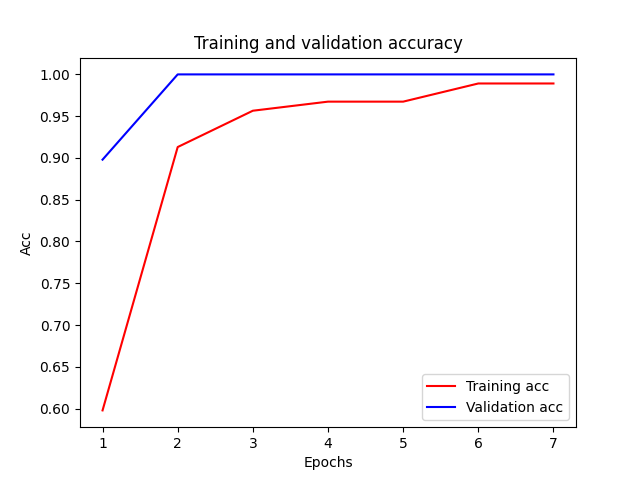 Training and validation accuracy
1.00
0.95
0.90
0.85
0.80
0.75
0.70
0.65
0.60
Acc
Training acc
Validation acc
1 2 3 4 5 6 7
Epochs